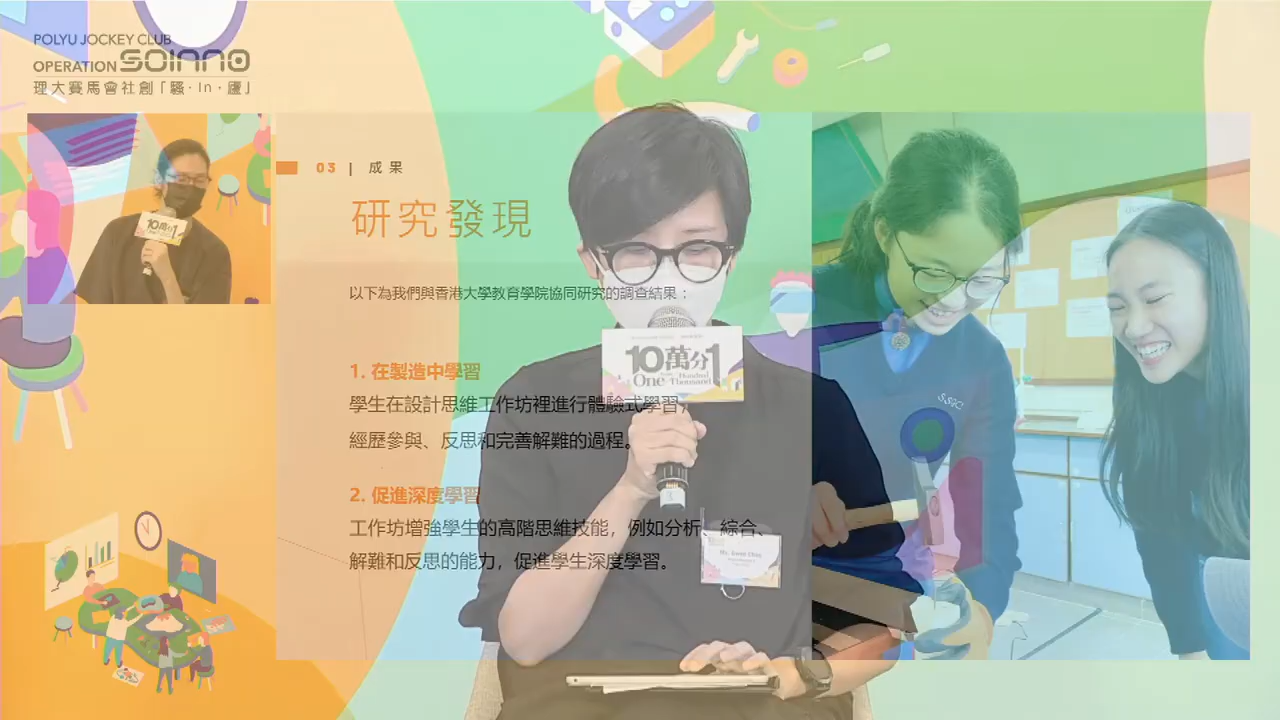 POLYU JOCKEY CLUB
OPERATION SOINNO
理大賽馬會社創「騷·In·廬」
10萬分1
03 | 成果
研究發現
以下為我們與香港大學教育學院協同研究的調查結果：
10萬分1
One Hundred Thousand
1. 在製造中學習
學生在設計思維工作坊裡進行體驗式學習，
經歷參與、反思和完善解難的過程。
2. 促進深度學習
工作坊增強學生的高階思維技能，例如分析、綜合、
解難和反思的能力，促進學生深度學習。